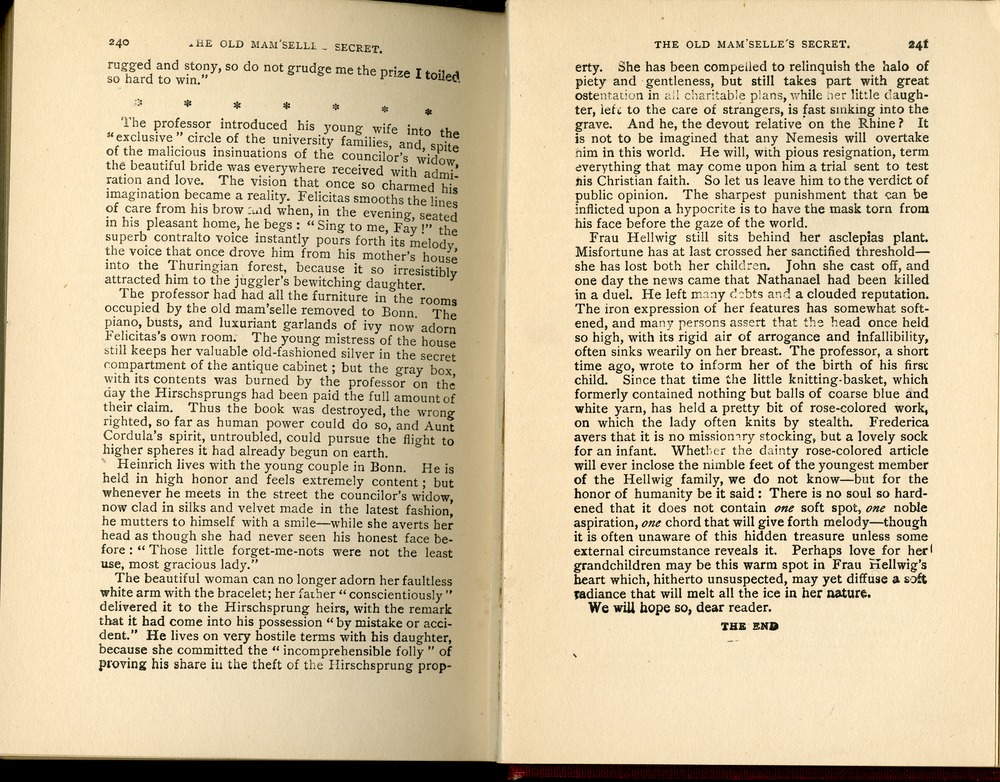 240 HE OLD MAM'SELL SECRET.
rugged and stony, so do not grudge me the prize I toiled
so hard to win."
* * * * * * *
The professor introduced his young wife into the
"exclusive" circle of the university families, and, spite
of the malicious insinuations of the councilor's widow,
the beautiful bride was everywhere received with admi-
ration and love. The vision that once so charmed his
imagination became a reality. Felicitas smooths the lines
of care from his brow and when, in the evening, seated
in his pleasant home, he begs: "Sing to me, Fay!" the
superb contralto voice instantly pours forth its melody,
the voice that once drove him from his mother's house
into the Thuringian forest, because it so irresistibly
attracted him to the juggler's bewitching daughter.
The professor had had all the furniture in the rooms
occupied by the old mam'selle removed to Bonn. The
piano, busts, and luxuriant garlands of ivy now adorn
Felicitas's own room. The young mistress of the house
still keeps her valuable old-fashioned silver in the secret
compartment of the antique cabinet; but the gray box,
with its contents was burned by the professor on the
day the Hirschsprungs had been paid the full amount of
their claim. Thus the book was destroyed, the wrong
righted, so far as human power could do so, and Aunt
Cordula's spirit, untroubled, could pursue the flight to
higher spheres it had already begun on earth.
Heinrich lives with the young couple in Bonn. He is
held in high honor and feels extremely content; but
whenever he meets in the street the councilor's widow,
now clad in silks and velvet made in the latest fashion,
he mutters to himself with a smile—while she averts her
head as though she had never seen his honest face be-
fore: "Those little forget-me-nots were not the least
use, most gracious lady."
The beautiful woman can no longer adorn her faultless
white arm with the bracelet; her father "conscientiously"
delivered it to the Hirschsprung heirs, with the remark
that it had come into his possession "by mistake or acci-
dent." He lives on very hostile terms with his daughter,
because she committed the "incomprehensible folly" of
proving his share in the theft of the Hirschsprung prop-
THE OLD MAM'SELLE'S SECRET. 241
erty. She has been compelled to relinquish the halo of
piety and gentleness, but still takes part with great
ostentation in all charitable plans, while her little daugh-
ter, left to the care of strangers, is fast sinking into the
grave. And he, the devout relative on the Rhine? It
is not to be imagined that any Nemesis will overtake
him in this world. He will, with pious resignation, term
everything that may come upon him a trial sent to test
his Christian faith. So let us leave him to the verdict of
public opinion. The sharpest punishment that can be
inflicted upon a hypocrite is to have the mask torn from
his face before the gaze of the world.
Frau Hellwig still sits behind her asclepias plant.
Misfortune has at last crossed her sanctified threshold—
she has lost both her children. John she cast off, and
one day the news came that Nathanael had been killed
in a duel. He left many debts and a clouded reputation.
The iron expression of her features has somewhat soft-
ened, and many persons assert that the head once held
so high, with its rigid air of arrogance and infallibility,
often sinks wearily on her breast. The professor, a short
time ago, wrote to inform her of the birth of his first
child. Since that time the little knitting-basket, which
formerly contained nothing but balls of coarse blue and
white yarn, has held a pretty bit of rose-colored work,
on which the lady often knits by stealth. Frederica
avers that it is no missionary stocking, but a lovely sock
for an infant. Whether the dainty rose-colored article
will ever inclose the nimble feet of the youngest member
of the Hellwig family, we do not know—but for the
honor of humanity be it said: There is no soul so hard-
ened that it does not contain one soft spot, one noble
aspiration, one chord that will give forth melody—though
it is often unaware of this hidden treasure unless some
external circumstance reveals it. Perhaps love for her
grandchildren may be this warm spot in Frau Hellwig's
heart which, hitherto unsuspected, may yet diffuse a soft
radiance that will melt all the ice in her nature.
We will hope so, dear reader.
THE END